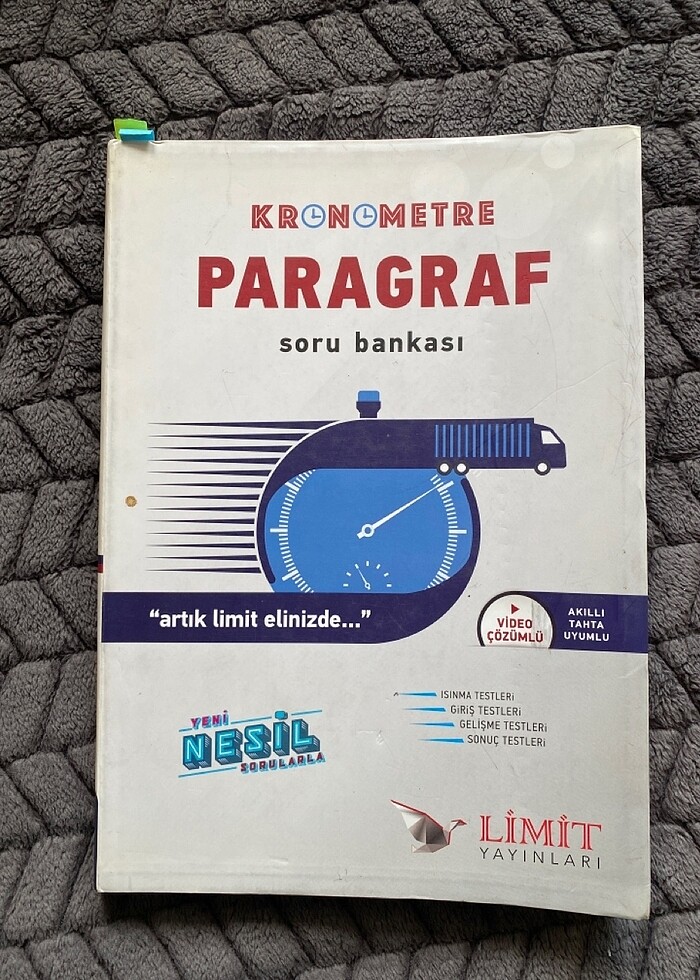 KRONOMETRE
PARAGRAF
soru bankası
"artık limit elinizde..."
VİDEO
ÇÖZÜMLÜ
AKILLI
TAHTA
UYUMLU
ISINMA TESTLERİ
GİRİŞ TESTLERİ
GELİŞME TESTLERİ
SONUÇ TESTLERİ
YENİ
NESİL
SORULARLA
LİMİT
YAYINLARI